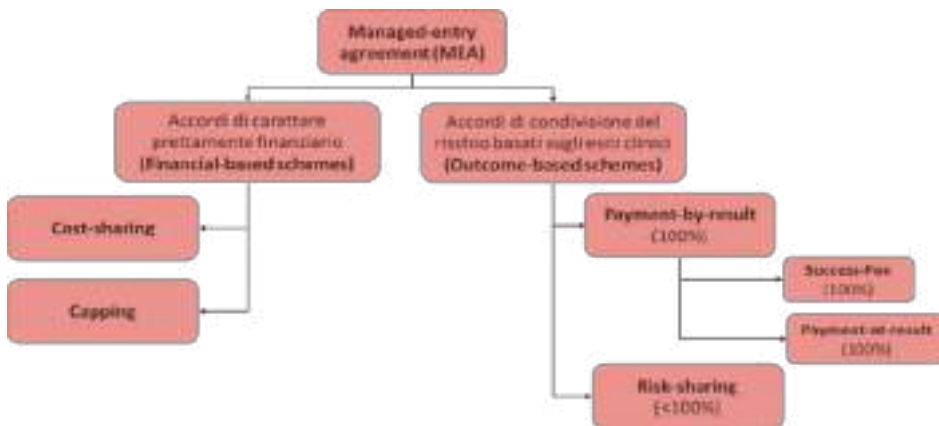 Managed-entry
agreement (MEA)
Accordi di carattere
prettamente finanziario
(Financial-based schemes)
Accordi di condivisione del
rischio basati sugli esiti clinici
(Outcome-based schemes)
Cost-sharing
Capping
Payment-by-result
(100%)
Success-Fee
(100%)
Payment-at-result
(100%)
Risk-sharing
(<100%)